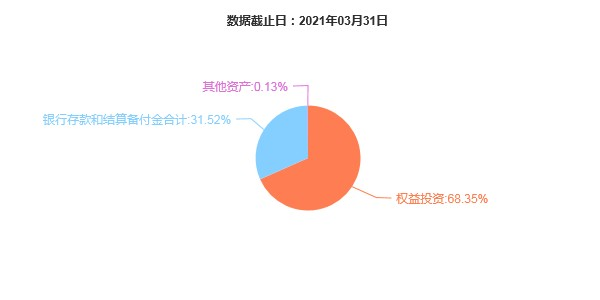 数据截止日：2021年03月31日
其他资产:0.13%
银行存款和结算备付金合计:31.52%
权益投资:68.35%